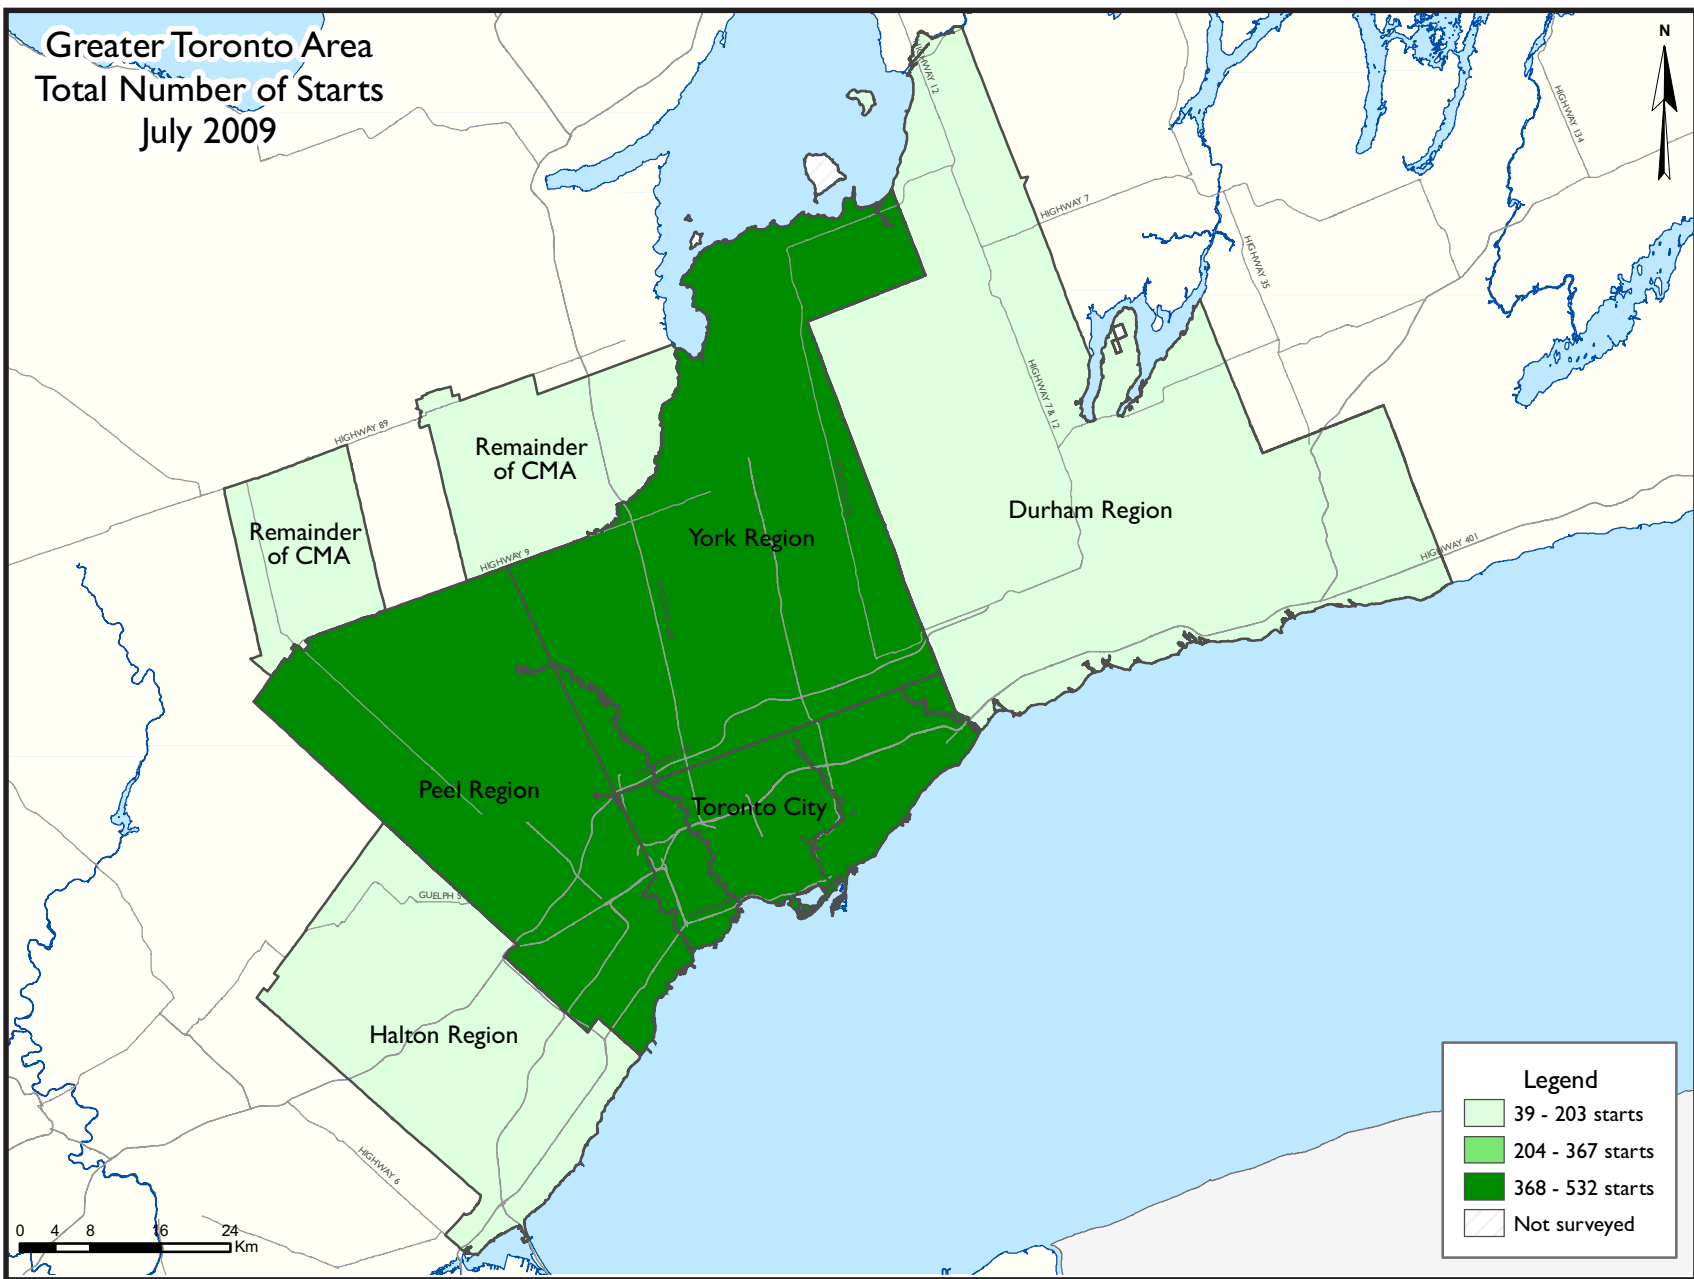 Greater Toronto Area
Total Number of Starts
July 2009
N
HIGHWAY 12
HIGHWAY 134
HIGHWAY 7
HIGHWAY 35
HIGHWAY 7 & 12
HIGHWAY 89
Remainder
of CMA
Durham Region
Remainder
of CMA
York Region
HIGHWAY 9
HIGHWAY 401
Peel Region
Toronto City
GUELPH S
Halton Region
HIGHWAY 6
Legend
39 - 203 starts
204 - 367 starts
368 - 532 starts
Not surveyed
0 4 8 16 24
Km